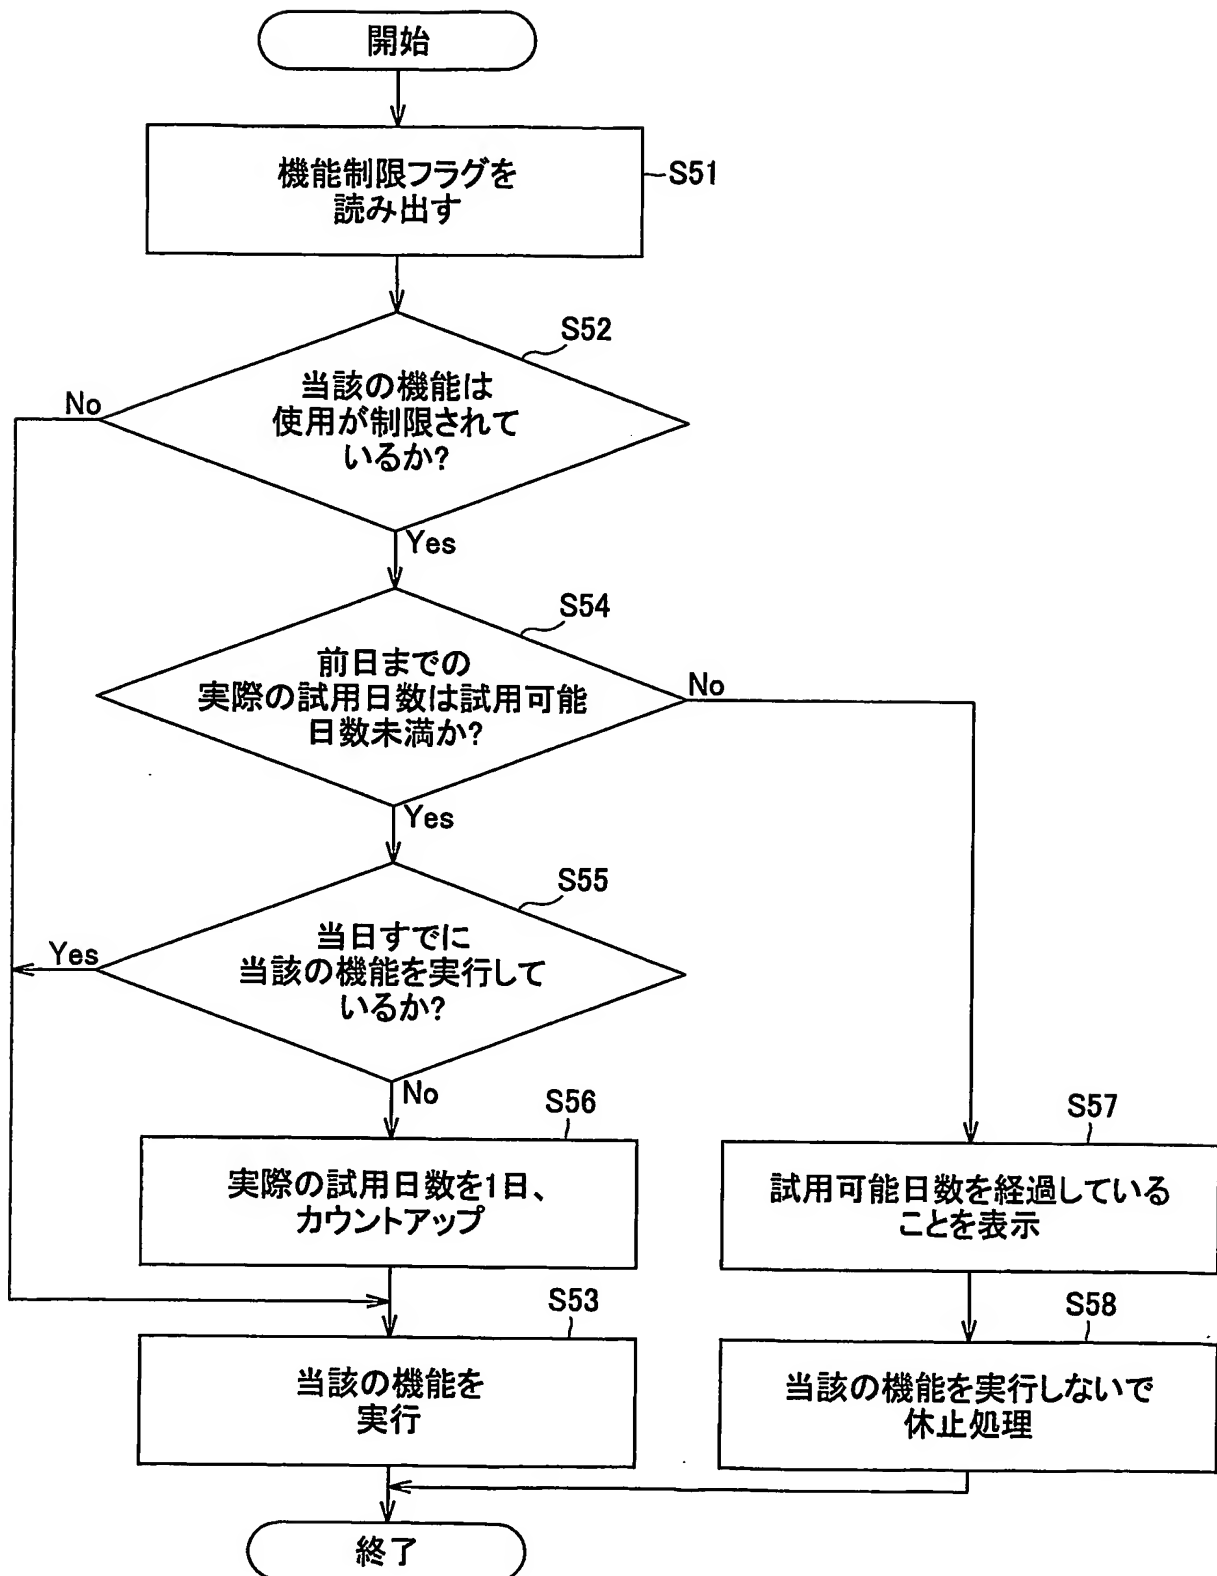 開始
機能制限フラグを
読み出す
S51
S52
当該の機能は
使用が制限されて
いるか?
No
Yes
S54
前日までの
実際の試用日数は試用可能
日数未満か?
No
Yes
S55
当日すでに
当該の機能を実行して
いるか?
Yes
No
S56
実際の試用日数を1日、
カウントアップ
S57
試用可能日数を経過している
ことを表示
S53
当該の機能を
実行
S58
当該の機能を実行しないで
休止処理
終了